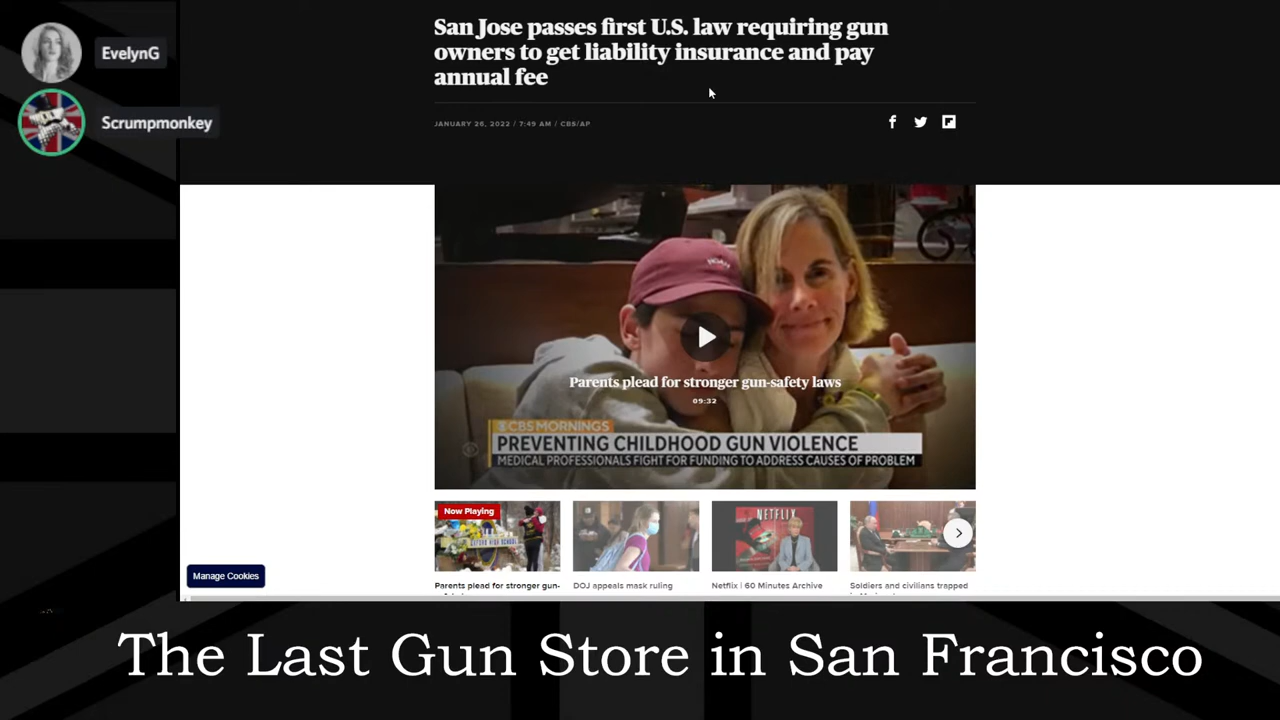 EvelynG
Scrumpmonkey
San Jose passes first U.S. law requiring gun
owners to get liability insurance and pay
annual fee
JANUARY 26, 2022 / 7:49 AM / CBS/AP
Parents plead for stronger gun-safety laws
09:32
CBS MORNINGS
PREVENTING CHILDHOOD GUN VIOLENCE
MEDICAL PROFESSIONALS FIGHT FOR FUNDING TO ADDRESS CAUSES OF PROBLEM
Now Playing
NETFLIX
Parents plead for stronger gun-
DOJ appeals mask ruling
Netflix | 60 Minutes Archive
Soldiers and civilians trapped
Manage Cookies
The Last Gun Store in San Francisco